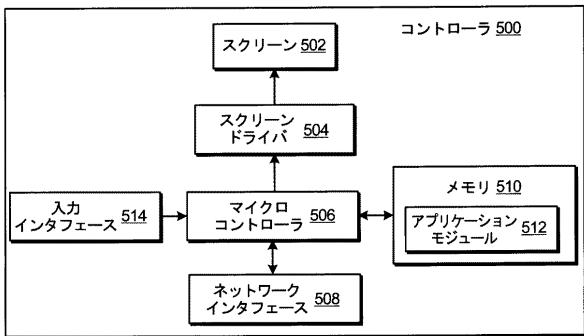 コントローラ 500
スクリーン 502
スクリーン
ドライバ 504
入力
インタフェース 514
マイクロ
コントローラ 506
メモリ 510
アプリケーション
モジュール 512
ネットワーク
インタフェース 508